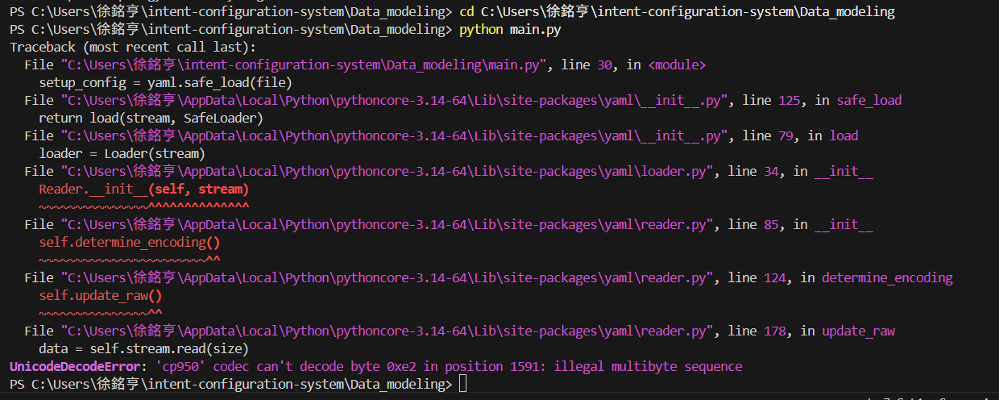 PS C:\Users\徐銘亨\intent-configuration-system\Data_modeling> cd C:\Users\徐銘亨\intent-configuration-system\Data_modeling
PS C:\Users\徐銘亨\intent-configuration-system\Data_modeling> python main.py
Traceback (most recent call last):
  File "C:\Users\徐銘亨\intent-configuration-system\Data_modeling\main.py", line 30, in <module>
    setup_config = yaml.safe_load(file)
  File "C:\Users\徐銘亨\AppData\Local\Python\pythoncore-3.14-64\Lib\site-packages\yaml\__init__.py", line 125, in safe_load
    return load(stream, SafeLoader)
  File "C:\Users\徐銘亨\AppData\Local\Python\pythoncore-3.14-64\Lib\site-packages\yaml\__init__.py", line 79, in load
    loader = Loader(stream)
  File "C:\Users\徐銘亨\AppData\Local\Python\pythoncore-3.14-64\Lib\site-packages\yaml\loader.py", line 34, in __init__
    Reader.__init__(self, stream)
    ~~~~~~~~~~~~~~~^^^^^^^^^^^^^^
  File "C:\Users\徐銘亨\AppData\Local\Python\pythoncore-3.14-64\Lib\site-packages\yaml\reader.py", line 85, in __init__
    self.determine_encoding()
    ~~~~~~~~~~~~~~~~~~~~~~~^^
  File "C:\Users\徐銘亨\AppData\Local\Python\pythoncore-3.14-64\Lib\site-packages\yaml\reader.py", line 124, in determine_encoding
    self.update_raw()
    ~~~~~~~~~~~~~~~^^
  File "C:\Users\徐銘亨\AppData\Local\Python\pythoncore-3.14-64\Lib\site-packages\yaml\reader.py", line 178, in update_raw
    data = self.stream.read(size)
UnicodeDecodeError: 'cp950' codec can't decode byte 0xe2 in position 1591: illegal multibyte sequence
PS C:\Users\徐銘亨\intent-configuration-system\Data_modeling>